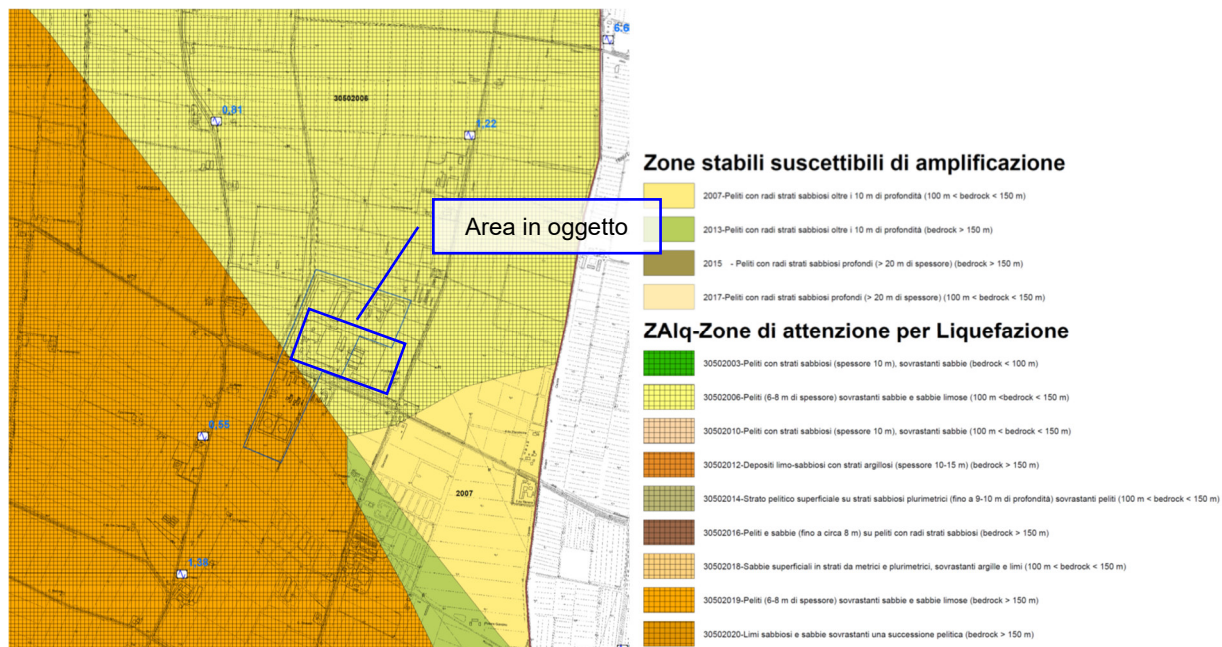 6.6
0,81
30502006
1,22
Area in oggetto
0,55
2007
1,38
Zone stabili suscettibili di amplificazione
2007-Peliti con radi strati sabbiosi oltre i 10 m di profondità (100 m < bedrock < 150 m)
2013-Peliti con radi strati sabbiosi oltre i 10 m di profondità (bedrock > 150 m)
2015 - Peliti con radi strati sabbiosi profondi (> 20 m di spessore) (bedrock > 150 m)
2017-Peliti con radi strati sabbiosi profondi (> 20 m di spessore) (100 m < bedrock < 150 m)
ZAlq-Zone di attenzione per Liquefazione
30502003-Peliti con strati sabbiosi (spessore 10 m), sovrastanti sabbie (bedrock < 100 m)
30502006-Peliti (6-8 m di spessore) sovrastanti sabbie e sabbie limose (100 m <bedrock < 150 m)
30502010-Peliti con strati sabbiosi (spessore 10 m), sovrastanti sabbie (100 m < bedrock < 150 m)
30502012-Depositi limo-sabbiosi con strati argillosi (spessore 10-15 m) (bedrock > 150 m)
30502014-Strato pelitico superficiale su strati sabbiosi plurimetrici (fino a 9-10 m di profondità) sovrastanti peliti (100 m < bedrock < 150 m)
30502016-Peliti e sabbie (fino a circa 8 m) su peliti con radi strati sabbiosi (bedrock > 150 m)
30502018-Sabbie superficiali in strati da metrici e plurimetrici, sovrastanti argille e limi (100 m < bedrock < 150 m)
30502019-Peliti (6-8 m di spessore) sovrastanti sabbie e sabbie limose (bedrock > 150 m)
30502020-Limi sabbiosi e sabbie sovrastanti una successione pelitica (bedrock > 150 m)